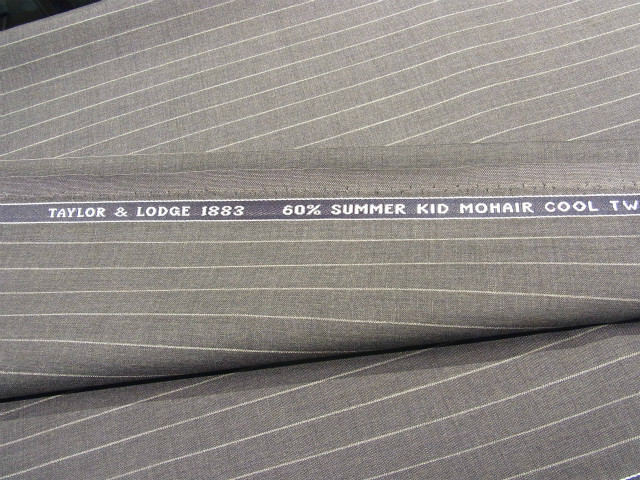 TAYLOR & LODGE 1883 60% SUMMER KID MOHAIR COOL TW